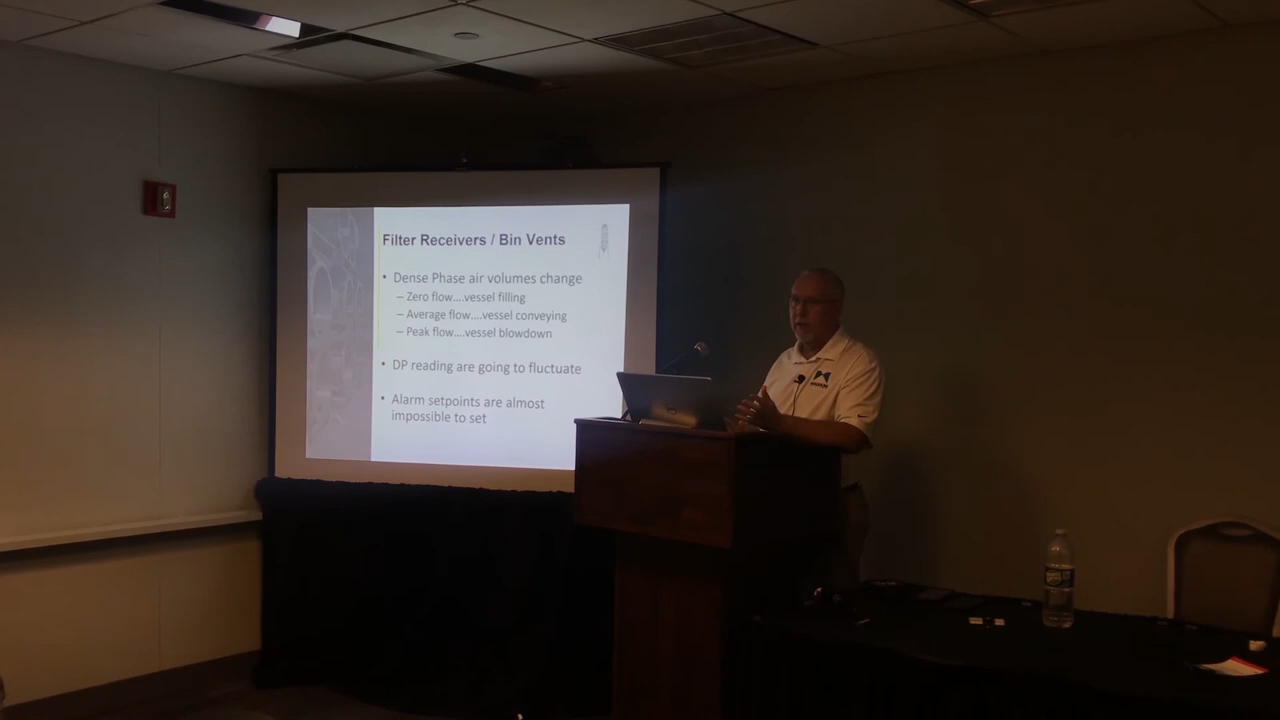 Filter Receivers / Bin Vents
• Dense Phase air volumes change
– Zero flow....vessel filling
– Average flow....vessel conveying
– Peak flow....vessel blowdown
• DP reading are going to fluctuate
• Alarm setpoints are almost
impossible to set